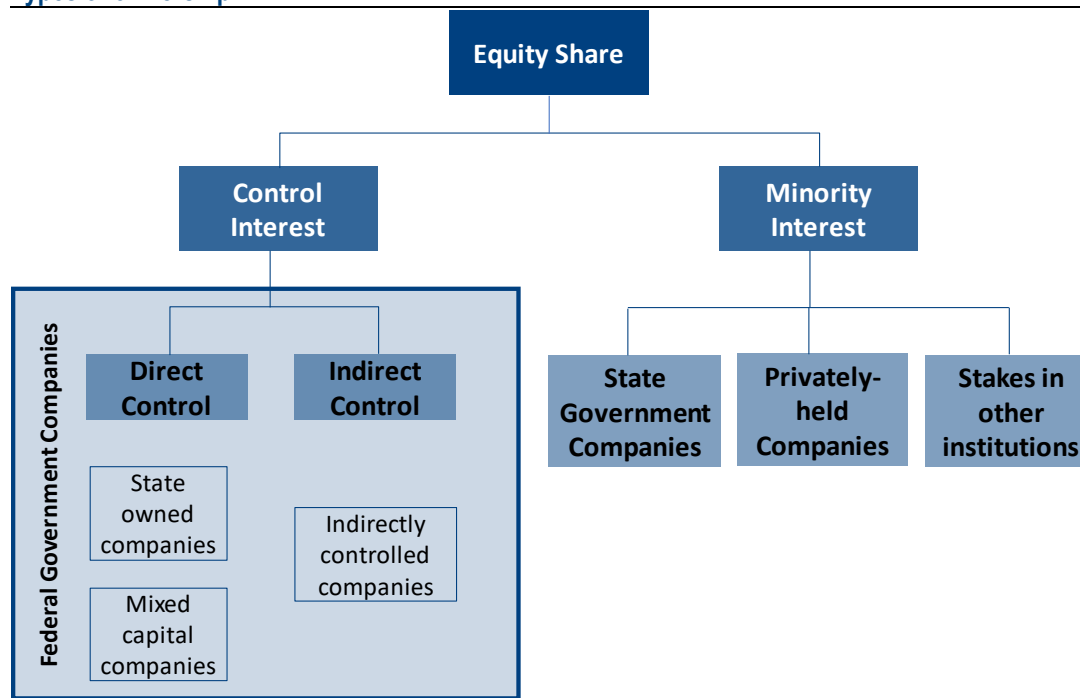 Equity Share
Control
Interest
Minority
Interest
Federal Government Companies
Direct
Control
Indirect
Control
State
Government
Companies
Privately-
held
Companies
Stakes in
other
institutions
State
owned
companies
Indirectly
controlled
companies
Mixed
capital
companies